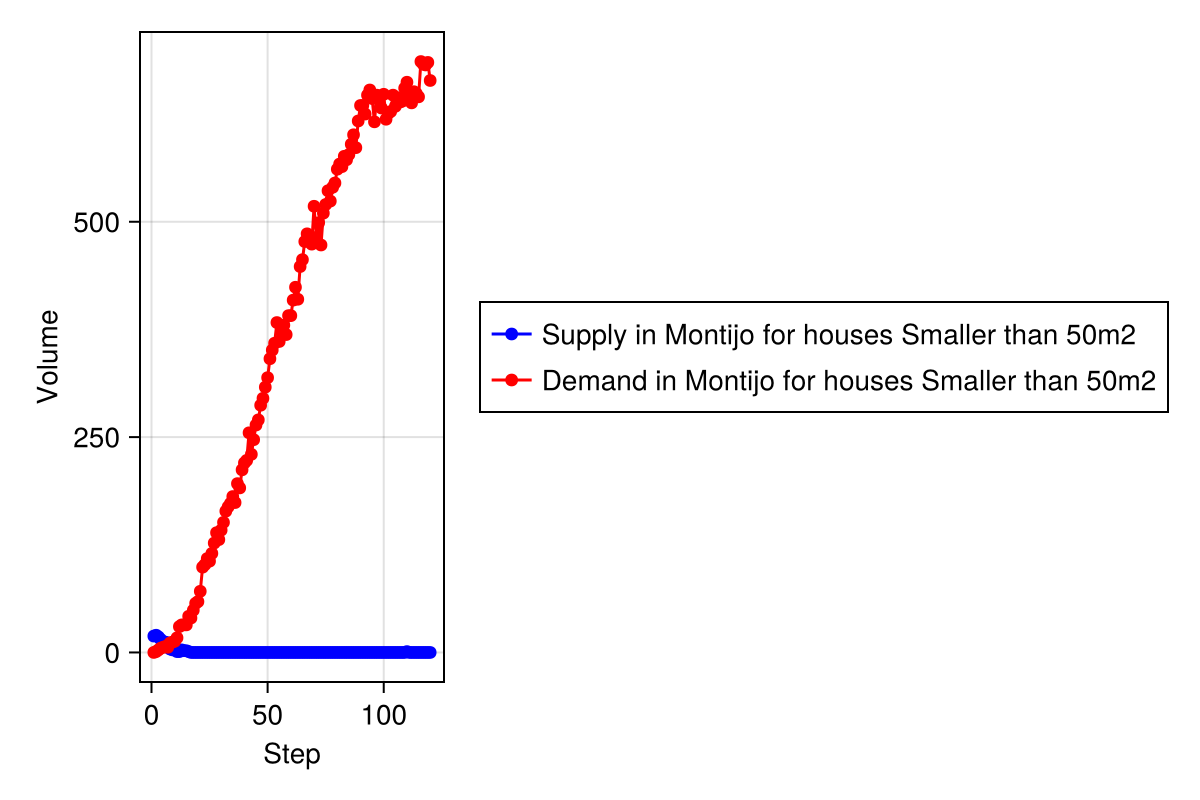 Volume
500
250
0
0 50 100
Step
Supply in Montijo for houses Smaller than 50m2
Demand in Montijo for houses Smaller than 50m2